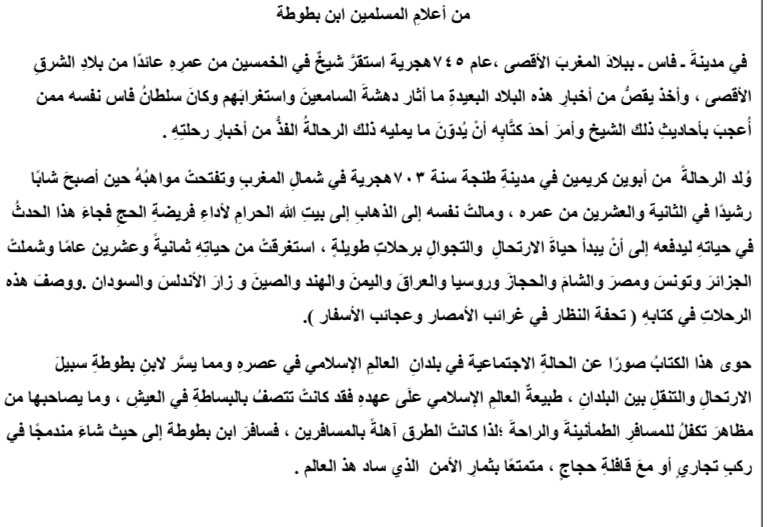 من أعلامِ المسلمين ابن بطوطة
في مدينةَ ـ فاس ـ ببلادَ المغربَ الأقصى ،عام ٧٤٥هجرية استقرَّ شيخٌ في الخمسين من عمرِهِ عائدًا من بلادِ الشرقِ
الأقصى ، وأخذ يقصُّ من أخبارِ هذه البلاد البعيدةِ ما أثار دهشةَ السامعينَ واستغرابَهم وكانَ سلطانُ فاس نفسه ممن
أُعجبَ بأحاديثِ ذلك الشيخ وأمرَ أحدَ كتَّابِه أنْ يُدوّنَ ما يمليه ذلك الرحالةُ الفذُّ من أخبارِ رحلتِهِ .
وُلد الرحالةً من أبوين كريمين في مدينةِ طنجة سنة ٧٠٣هجرية في شمالِ المغربِ وتفتحتْ مواهبُهُ حين أصبحَ شابًا
رشيدًا في الثانية والعشرين من عمره ، ومالتْ نفسه إلى الذهابِ إلى بيتِ الله الحرامِ لأداءِ فريضةِ الحجِ فجاءَ هذا الحدثُ
في حياتهِ ليدفعه إلى أنْ يبدأ حياةَ الارتحالِ والتجوالِ برحلاتٍ طويلةٍ ، استغرقتْ من حياتِهِ ثمانيةً وعشرين عامًا وشملتْ
الجزائرَ وتونسَ ومصرَ والشامَ والحجازَ وروسيا والعراقَ واليمنَ والهند والصينَ و زارَ الأندلسَ والسودان .ووصفَ هذه
الرحلاتِ في كتابهِ ( تحفة النظار في غرائب الأمصار وعجائب الأسفار ).
حوى هذا الكتابُ صورًا عن الحالةِ الاجتماعية في بلدانِ العالمِ الإسلامي في عصرهِ ومما يسَّر لابنِ بطوطةِ سبيلَ
الارتحالِ والتنقلِ بين البلدانِ ، طبيعةُ العالمِ الإسلامي علَى عهدهِ فقد كانتْ تتصفُ بالبساطةِ في العيشِ ، وما يصاحبها من
مظاهرَ تكفلُ للمسافرِ الطمأنينةَ والراحةَ ؛لذا كانتُ الطرق آهلةً بالمسافرين ، فسافرَ ابن بطوطة إلى حيث شاءَ مندمجًا في
ركبٍ تجاريٍ أو معَ قافلةِ حجاجٍ ، متمتعًا بثمارِ الأمن الذي ساد هذ العالم .